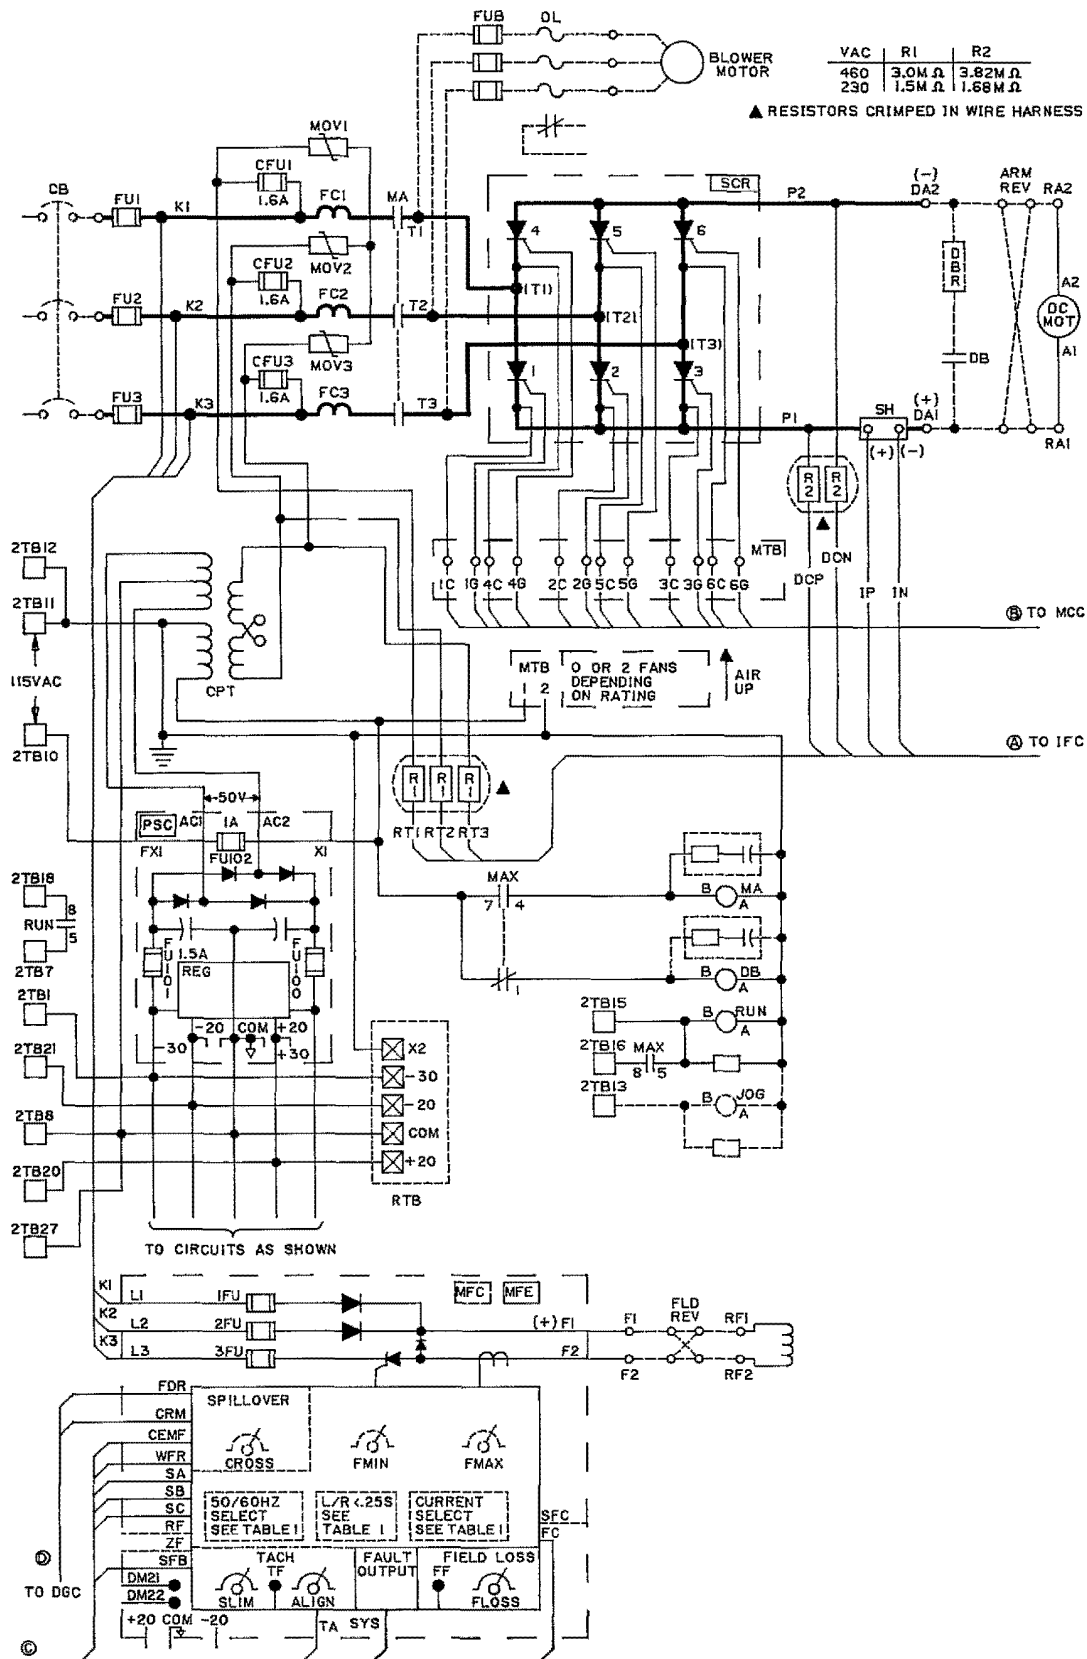 FUB OL
BLOWER
MOTOR
VAC R1 R2
460 3.0M Ω 3.82M Ω
230 1.5M Ω 1.68M Ω
▲ RESISTORS CRIMPED IN WIRE HARNESS
MOV1
CFU1
1.6A
CB FU1 K1 FC1 MA T1
SCR P2 (-) DA2 ARM REV RA2
4 5 6
MOV2
CFU2
1.6A
FU2 K2 FC2 T2
(T1) (T2) (T3)
DBR
A2
DC
MOT
A1
MOV3
CFU3
1.6A
FU3 K3 FC3 T3
1 2 3
DB
P1 SH (+) DA1 RA1
(+) (-)
R2 R2
▲
MTB
1C 1G 4C 4G 2C 2G 5C 5G 3C 3G 6C 6G
DCP DCN IP IN
Ⓑ TO MCC
2TB12
2TB11
115VAC
2TB10
CPT
MTB
1 2
0 OR 2 FANS
DEPENDING
ON RATING
AIR
UP
Ⓐ TO IFC
R1 R1 R1
▲
RT1 RT2 RT3
50V
PSC AC1 1A AC2
FX1 FU102 X1
2TB18
8
RUN
5
2TB7
FU101 1.5A FU100
REG
-20 COM +20
-30 +30
MAX
7 4
B MA
A
1
B DB
A
2TB15
B RUN
A
2TB16 MAX
8 5
2TB13
B JOG
A
2TB1
2TB21
2TB8
2TB20
2TB27
X2
-30
-20
COM
+20
RTB
TO CIRCUITS AS SHOWN
K1 L1 1FU MFC MFE
K2 L2 2FU (+) F1 F1 FLD REV RF1
K3 L3 3FU F2 F2 RF2
FDR
CRM
CEMF
WFR
SA
SB
SC
RF
ZF
SFB
DM21
DM22
+20 COM -20
SPILLOVER
CROSS FMIN FMAX
50/60HZ
SELECT
SEE TABLE 1
L/R <.25S
SEE
TABLE 1
CURRENT
SELECT
SEE TABLE 1
SFC
FC
TACH
TF
SLIM ALIGN
FAULT
OUTPUT
FIELD LOSS
FF
FLOSS
TA SYS
Ⓓ
TO DGC
Ⓒ